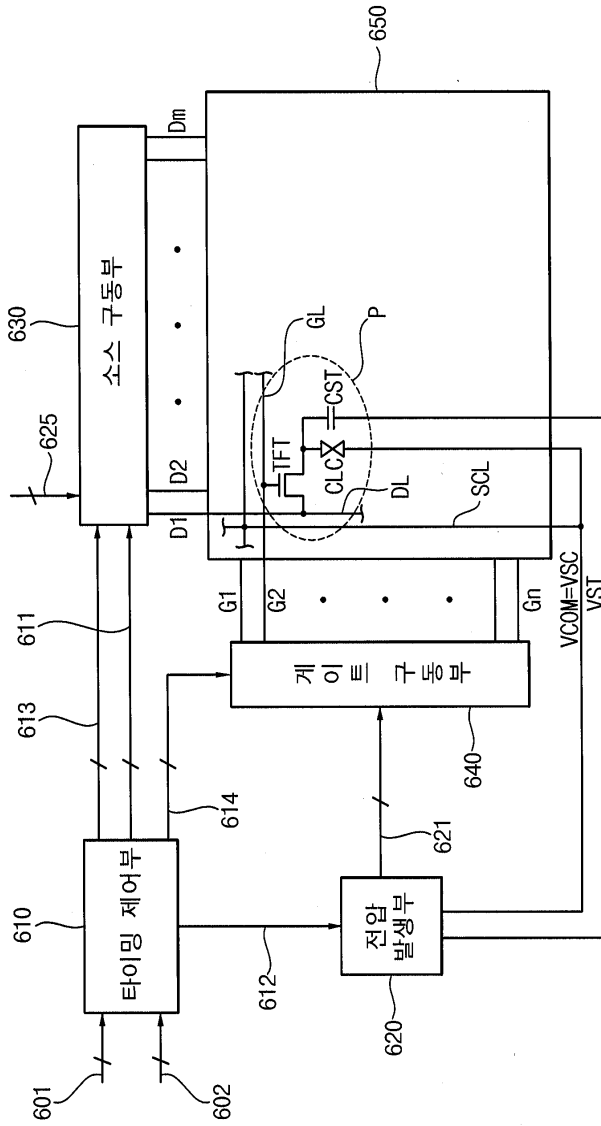 601
602
610
타이밍 제어부
613
611
614
612
620
전압
발생부
621
625
630
소스 구동부
D1
D2
Dm
640
게이트 구동부
G1
G2
Gn
650
GL
P
TFT
CLC
CST
DL
SCL
VCOM=VSC
VST